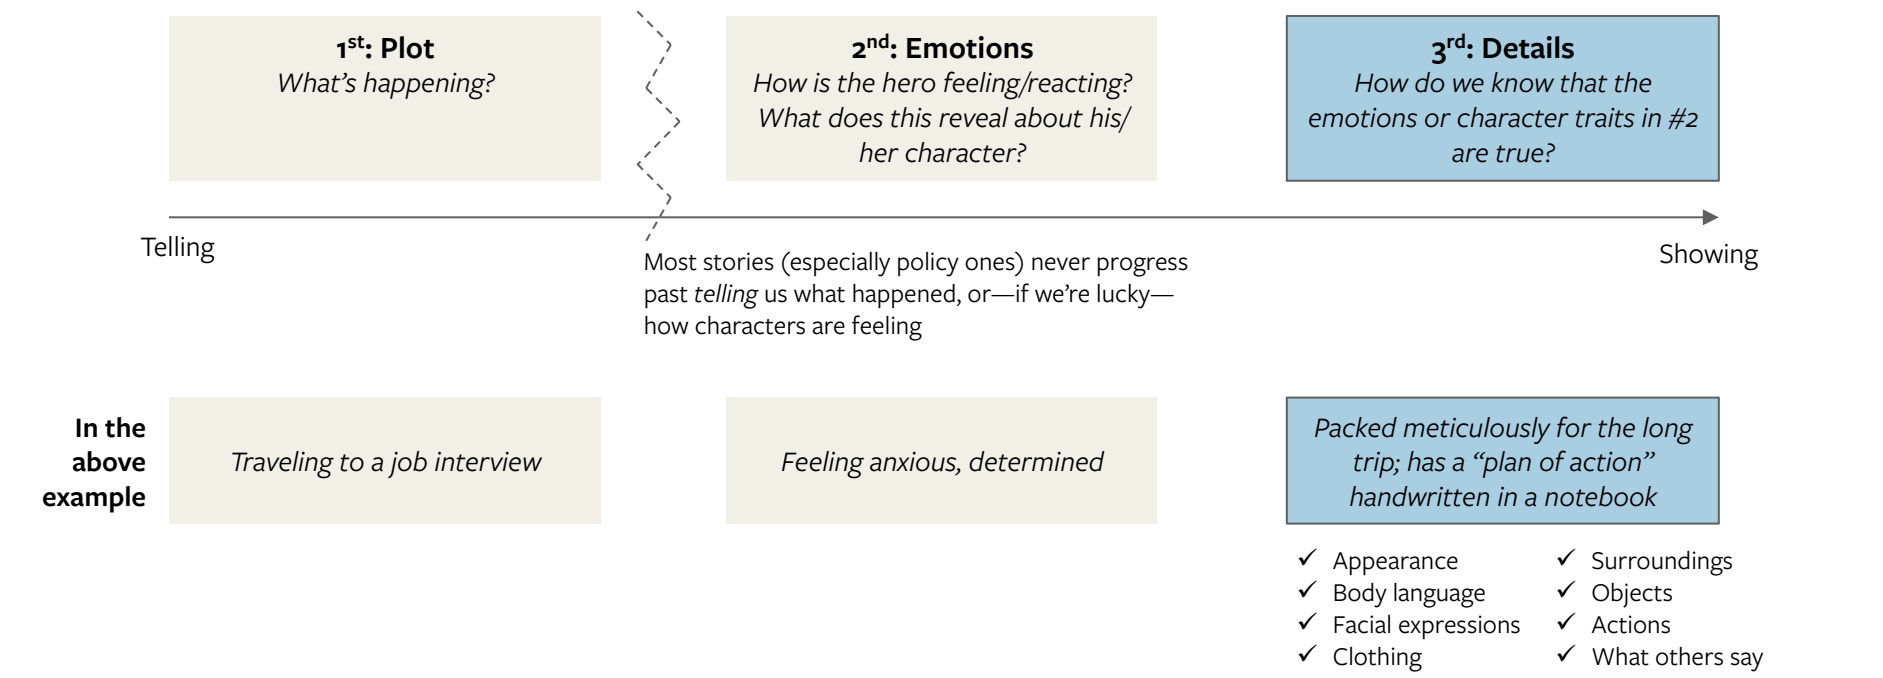 1st: Plot
What’s happening?
2nd: Emotions
How is the hero feeling/reacting?
What does this reveal about his/
her character?
3rd: Details
How do we know that the
emotions or character traits in #2
are true?
Telling
Showing
Most stories (especially policy ones) never progress
past telling us what happened, or—if we’re lucky—
how characters are feeling
In the
above
example
Traveling to a job interview
Feeling anxious, determined
Packed meticulously for the long
trip; has a “plan of action”
handwritten in a notebook
✓ Appearance
✓ Body language
✓ Facial expressions
✓ Clothing
✓ Surroundings
✓ Objects
✓ Actions
✓ What others say